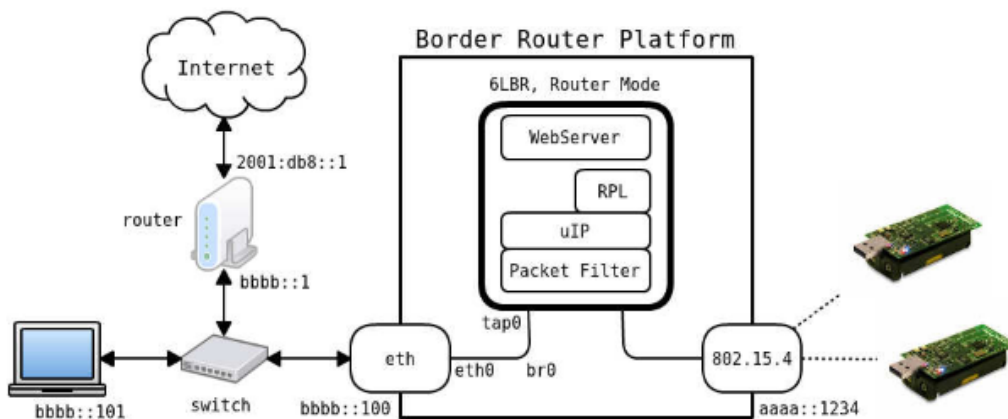 Border Router Platform
Internet
6LBR, Router Mode
WebServer
2001:db8::1
RPL
router
uIP
Packet Filter
bbbb::1
tap0
eth
802.15.4
eth0
br0
switch
bbbb::101
bbbb::100
aaaa::1234